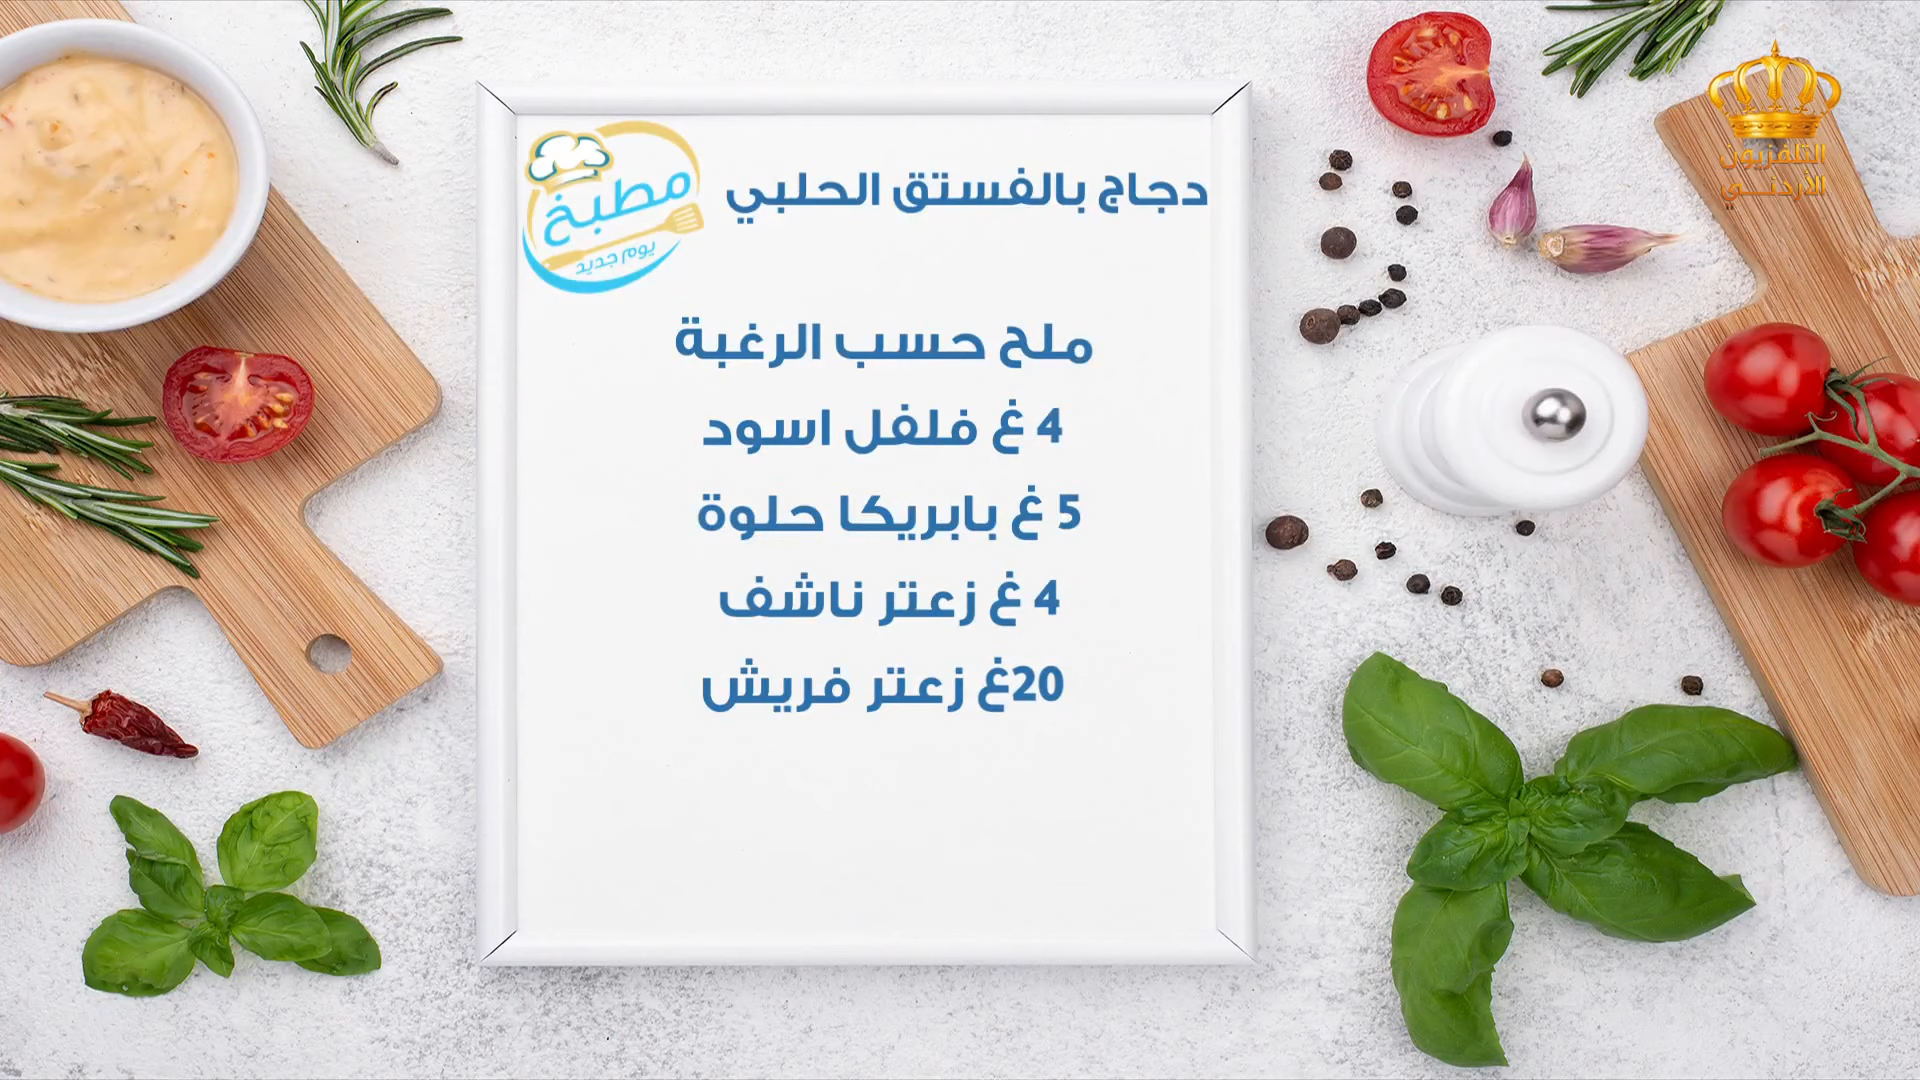 دجاج بالفستق الحلبي
مطبخ
يوم جديد
ملح حسب الرغبة
4 غ فلفل اسود
5 غ بابريكا حلوة
4 غ زعتر ناشف
20غ زعتر فريش
التلفزيون
الأردنـي